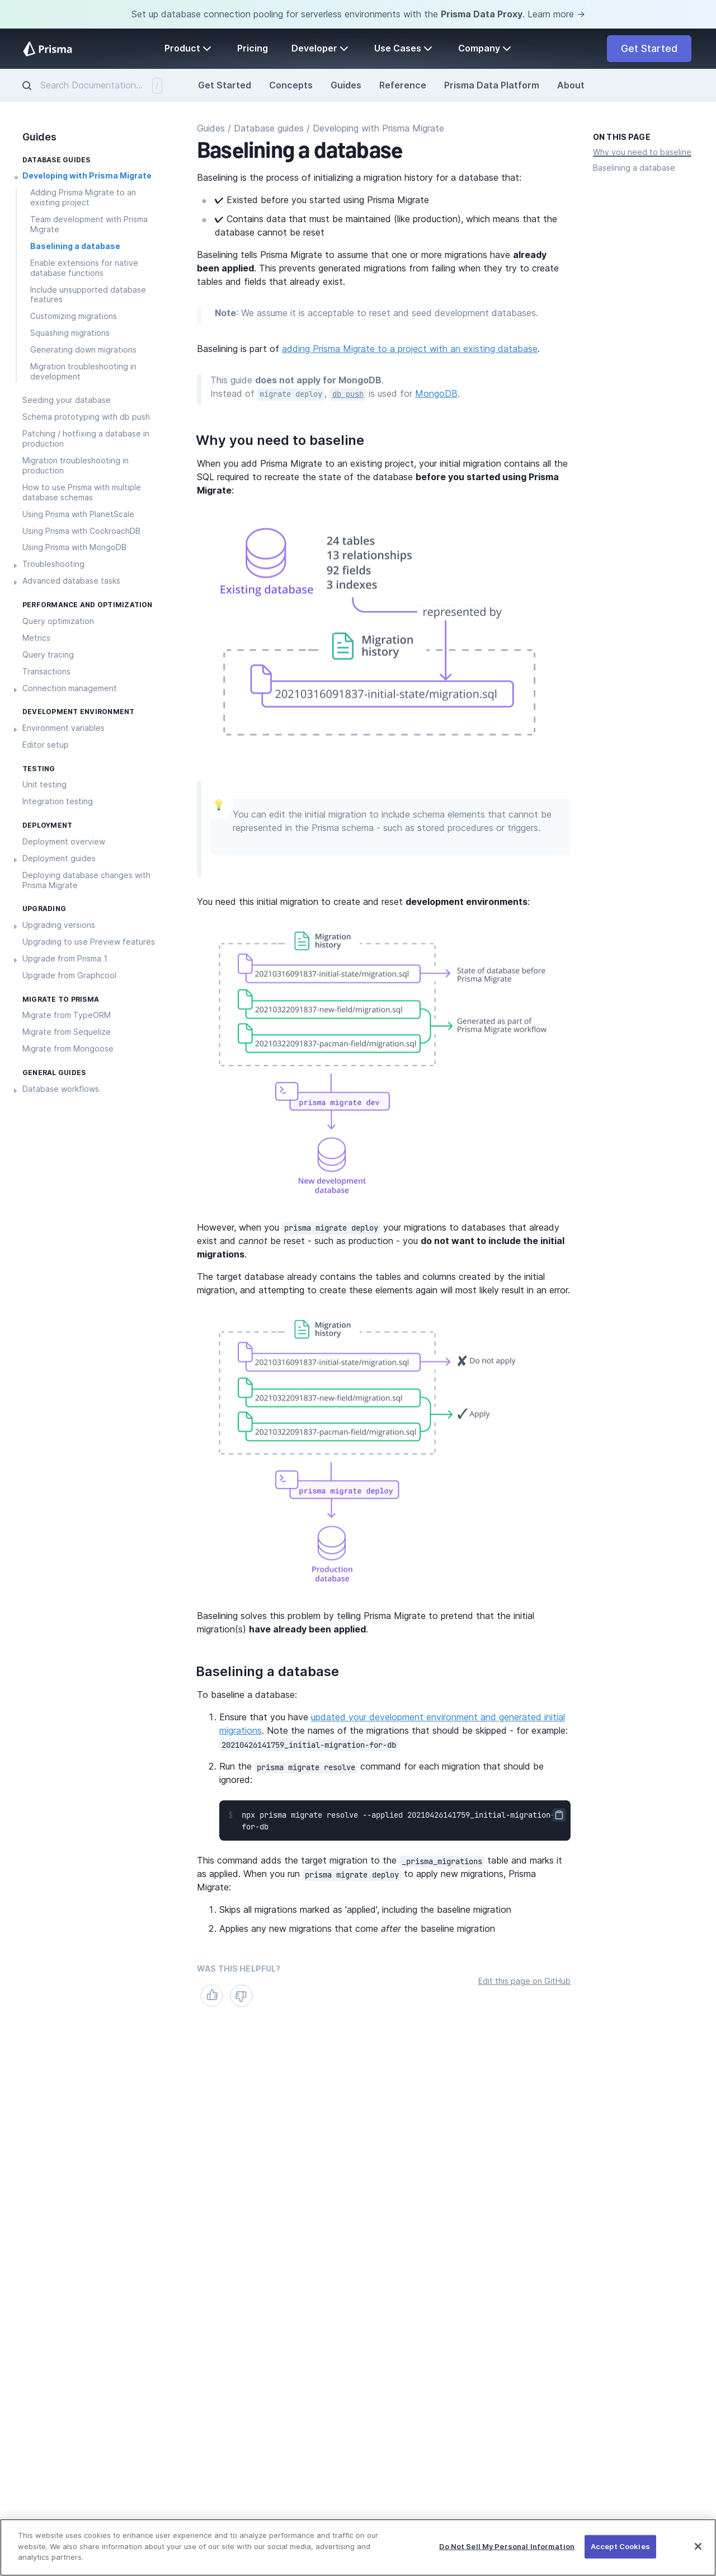 Set up database connection pooling for serverless environments with the Prisma Data Proxy. Learn more →
Prisma
Product
Pricing
Developer
Use Cases
Company
Get Started
Search Documentation... /
Get Started
Concepts
Guides
Reference
Prisma Data Platform
About
Guides
DATABASE GUIDES
Developing with Prisma Migrate
Adding Prisma Migrate to an
existing project
Team development with Prisma
Migrate
Baselining a database
Enable extensions for native
database functions
Include unsupported database
features
Customizing migrations
Squashing migrations
Generating down migrations
Migration troubleshooting in
development
Seeding your database
Schema prototyping with db push
Patching / hotfixing a database in
production
Migration troubleshooting in
production
How to use Prisma with multiple
database schemas
Using Prisma with PlanetScale
Using Prisma with CockroachDB
Using Prisma with MongoDB
Troubleshooting
Advanced database tasks
PERFORMANCE AND OPTIMIZATION
Query optimization
Metrics
Query tracing
Transactions
Connection management
DEVELOPMENT ENVIRONMENT
Environment variables
Editor setup
TESTING
Unit testing
Integration testing
DEPLOYMENT
Deployment overview
Deployment guides
Deploying database changes with
Prisma Migrate
UPGRADING
Upgrading versions
Upgrading to use Preview features
Upgrade from Prisma 1
Upgrade from Graphcool
MIGRATE TO PRISMA
Migrate from TypeORM
Migrate from Sequelize
Migrate from Mongoose
GENERAL GUIDES
Database workflows
Guides / Database guides / Developing with Prisma Migrate
Baselining a database
Baselining is the process of initializing a migration history for a database that:
✔ Existed before you started using Prisma Migrate
✔ Contains data that must be maintained (like production), which means that the
database cannot be reset
Baselining tells Prisma Migrate to assume that one or more migrations have already
been applied. This prevents generated migrations from failing when they try to create
tables and fields that already exist.
Note: We assume it is acceptable to reset and seed development databases.
Baselining is part of adding Prisma Migrate to a project with an existing database.
This guide does not apply for MongoDB.
Instead of migrate deploy, db push is used for MongoDB.
Why you need to baseline
When you add Prisma Migrate to an existing project, your initial migration contains all the
SQL required to recreate the state of the database before you started using Prisma
Migrate:
24 tables
13 relationships
92 fields
3 indexes
Existing database
represented by
Migration
history
20210316091837-initial-state/migration.sql
💡 You can edit the initial migration to include schema elements that cannot be
represented in the Prisma schema - such as stored procedures or triggers.
You need this initial migration to create and reset development environments:
Migration
history
20210316091837-initial-state/migration.sql
State of database before
Prisma Migrate
20210322091837-new-field/migration.sql
Generated as part of
Prisma Migrate workflow
20210322091837-pacman-field/migration.sql
prisma migrate dev
New development
database
However, when you prisma migrate deploy your migrations to databases that already
exist and cannot be reset - such as production - you do not want to include the initial
migrations.
The target database already contains the tables and columns created by the initial
migration, and attempting to create these elements again will most likely result in an error.
Migration
history
20210316091837-initial-state/migration.sql
✘ Do not apply
20210322091837-new-field/migration.sql
✓ Apply
20210322091837-pacman-field/migration.sql
prisma migrate deploy
Production
database
Baselining solves this problem by telling Prisma Migrate to pretend that the initial
migration(s) have already been applied.
Baselining a database
To baseline a database:
1. Ensure that you have updated your development environment and generated initial
migrations. Note the names of the migrations that should be skipped - for example:
20210426141759_initial-migration-for-db
2. Run the prisma migrate resolve command for each migration that should be
ignored:
1 npx prisma migrate resolve --applied 20210426141759_initial-migration-
for-db
This command adds the target migration to the _prisma_migrations table and marks it
as applied. When you run prisma migrate deploy to apply new migrations, Prisma
Migrate:
1. Skips all migrations marked as 'applied', including the baseline migration
2. Applies any new migrations that come after the baseline migration
WAS THIS HELPFUL?
Edit this page on GitHub
ON THIS PAGE
Why you need to baseline
Baselining a database
This website uses cookies to enhance user experience and to analyze performance and traffic on our
website. We also share information about your use of our site with our social media, advertising and
analytics partners.
Do Not Sell My Personal Information
Accept Cookies